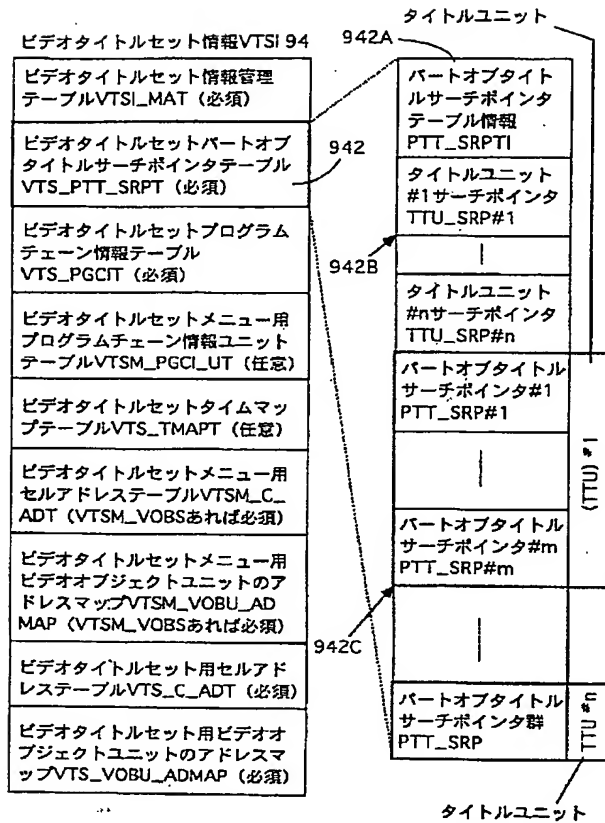 タイトルユニット
ビデオタイトルセット情報VTSI 94
942A
ビデオタイトルセット情報管理
テーブルVTSI_MAT（必須）
ビデオタイトルセットパートオブ
タイトルサーチポインタテーブル
VTS_PTT_SRPT（必須）
ビデオタイトルセットプログラム
チェーン情報テーブル
VTS_PGCIT（必須）
ビデオタイトルセットメニュー用
プログラムチェーン情報ユニット
テーブルVTSM_PGCI_UT（任意）
ビデオタイトルセットタイムマッ
プテーブルVTS_TMAPT（任意）
ビデオタイトルセットメニュー用
セルアドレステーブルVTSM_C_
ADT（VTSM_VOBSあれば必須）
ビデオタイトルセットメニュー用
ビデオオブジェクトユニットのア
ドレスマップVTSM_VOBU_AD
MAP（VTSM_VOBSあれば必須）
ビデオタイトルセット用セルアド
レステーブルVTS_C_ADT（必須）
ビデオタイトルセット用ビデオオ
ブジェクトユニットのアドレスマ
ップVTS_VOBU_ADMAP（必須）
942
942B
942C
パートオブタイト
ルサーチポインタ
テーブル情報
PTT_SRPTI
タイトルユニット
#1サーチポインタ
TTU_SRP#1
タイトルユニット
#nサーチポインタ
TTU_SRP#n
パートオブタイトル
サーチポインタ#1
PTT_SRP#1
パートオブタイトル
サーチポインタ#m
PTT_SRP#m
パートオブタイトル
サーチポインタ群
PTT_SRP
(TTU) #1
TTU #n
タイトルユニット